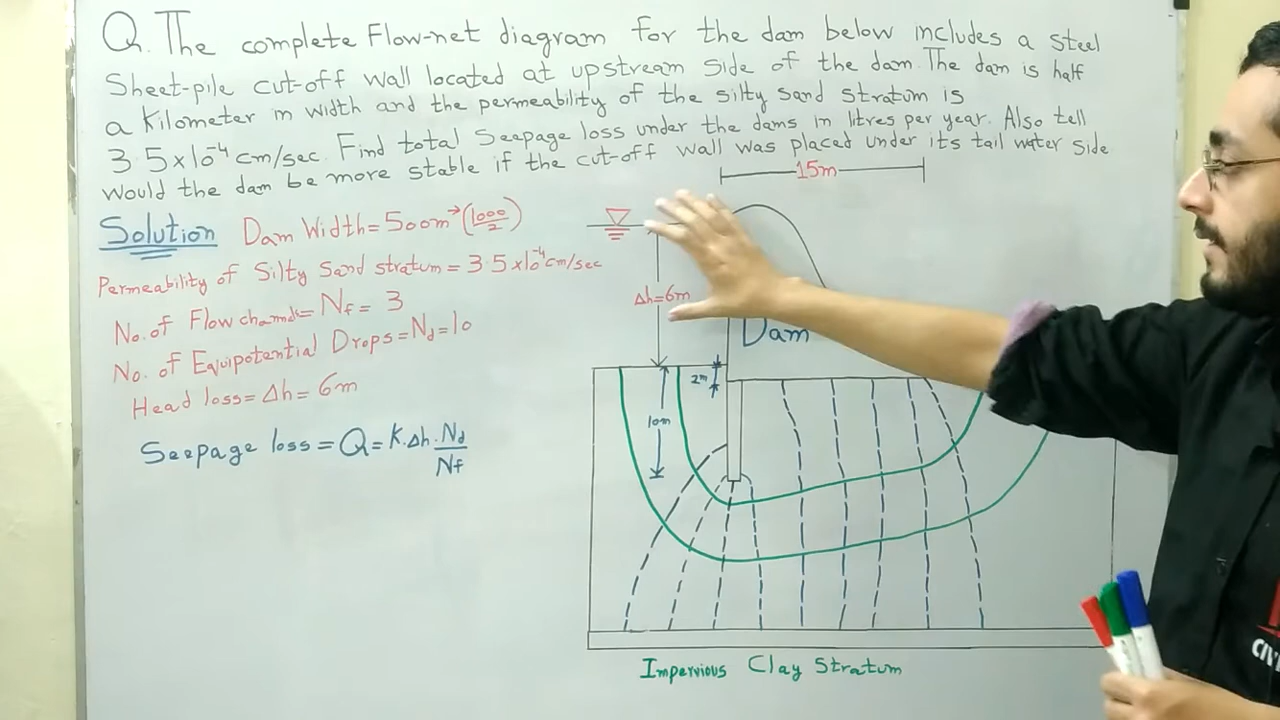 Q. The complete Flow-net diagram for the dam below includes a steel
Sheet-pile cut-off wall located at upstream side of the dam. The dam is half
a Kilometer in width and the permeability of the silty sand stratum is
3.5x10⁻⁴ cm/sec. Find total Seepage loss under the dams in litres per year. Also tell
would the dam be more stable if the cut-off wall was placed under its tail water side
15m
Solution Dam Width = 500m → (1000/2)
Permeability of Silty Sand stratum = 3.5x10⁻⁴ cm/sec
No. of Flow channels = Nf = 3
No. of Equipotential Drops = Nd = 10
Head loss = Δh = 6m
Seepage loss = Q = K.Δh.Nd/Nf
Δh=6m
Dam
2m
10m
Impervious Clay Stratum